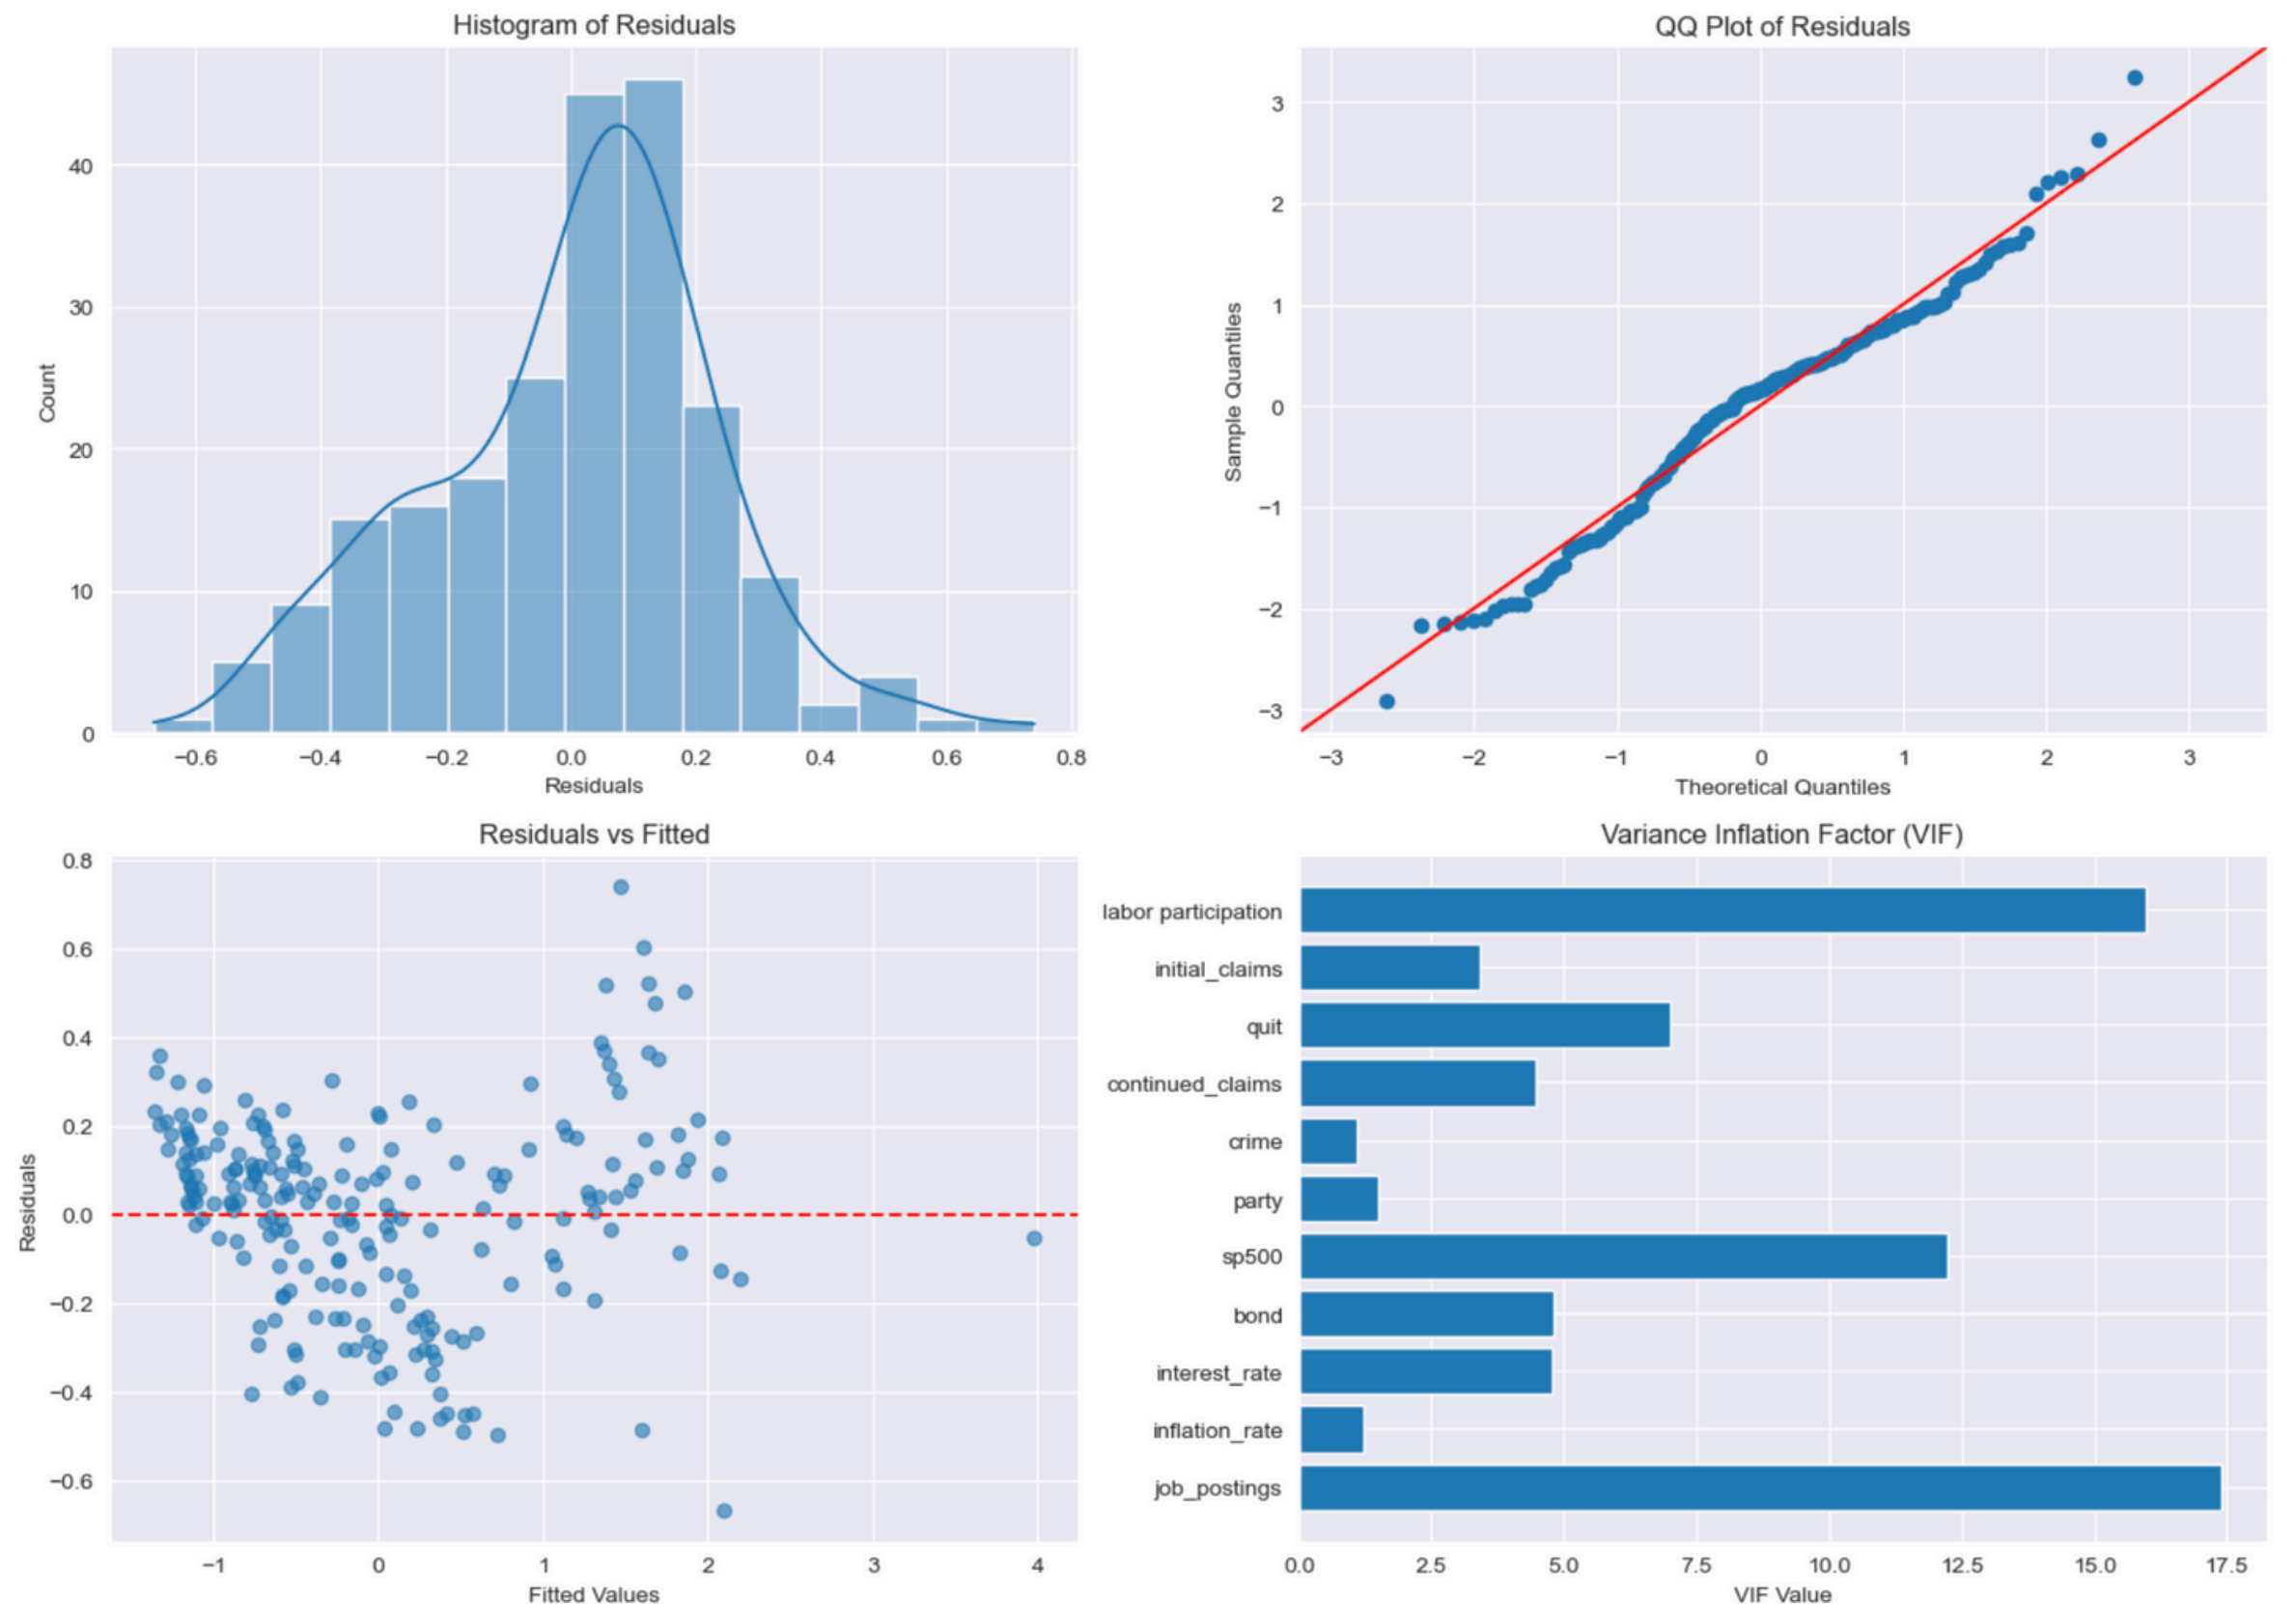 Histogram of Residuals
40
30
20
10
0
Count
−0.6 −0.4 −0.2 0.0 0.2 0.4 0.6 0.8
Residuals
QQ Plot of Residuals
3
2
1
0
−1
−2
−3
Sample Quantiles
−3 −2 −1 0 1 2 3
Theoretical Quantiles
Residuals vs Fitted
0.8
0.6
0.4
0.2
0.0
−0.2
−0.4
−0.6
Residuals
−1 0 1 2 3 4
Fitted Values
Variance Inflation Factor (VIF)
labor participation
initial_claims
quit
continued_claims
crime
party
sp500
bond
interest_rate
inflation_rate
job_postings
0.0 2.5 5.0 7.5 10.0 12.5 15.0 17.5
VIF Value